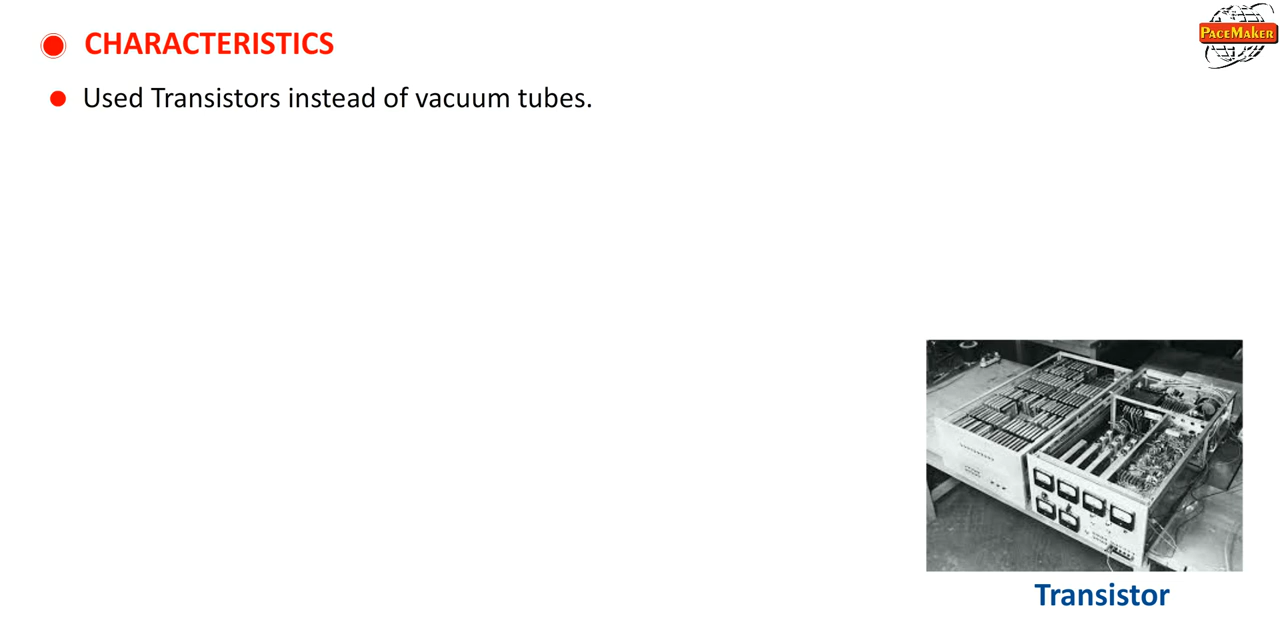 CHARACTERISTICS
PACEMAKER
Used Transistors instead of vacuum tubes.
Transistor